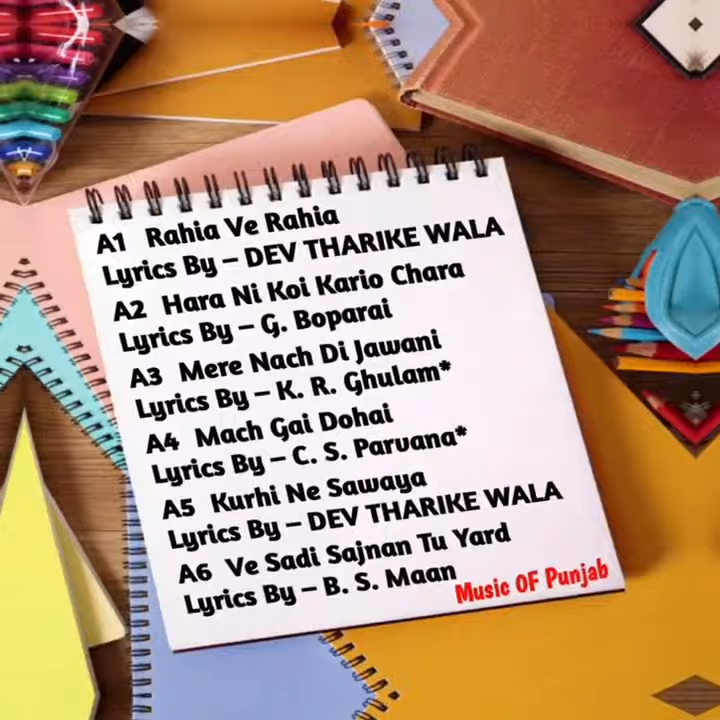 A1 Rahia Ve Rahia
Lyrics By – DEV THARIKE WALA
A2 Hara Ni Koi Kario Chara
Lyrics By – G. Boparai
A3 Mere Nach Di Jawani
Lyrics By – K. R. Ghulam*
A4 Mach Gai Dohai
Lyrics By – C. S. Parvana*
A5 Kurhi Ne Sawaya
Lyrics By – DEV THARIKE WALA
A6 Ve Sadi Sajnan Tu Yard
Lyrics By – B. S. Maan
Music OF Punjab